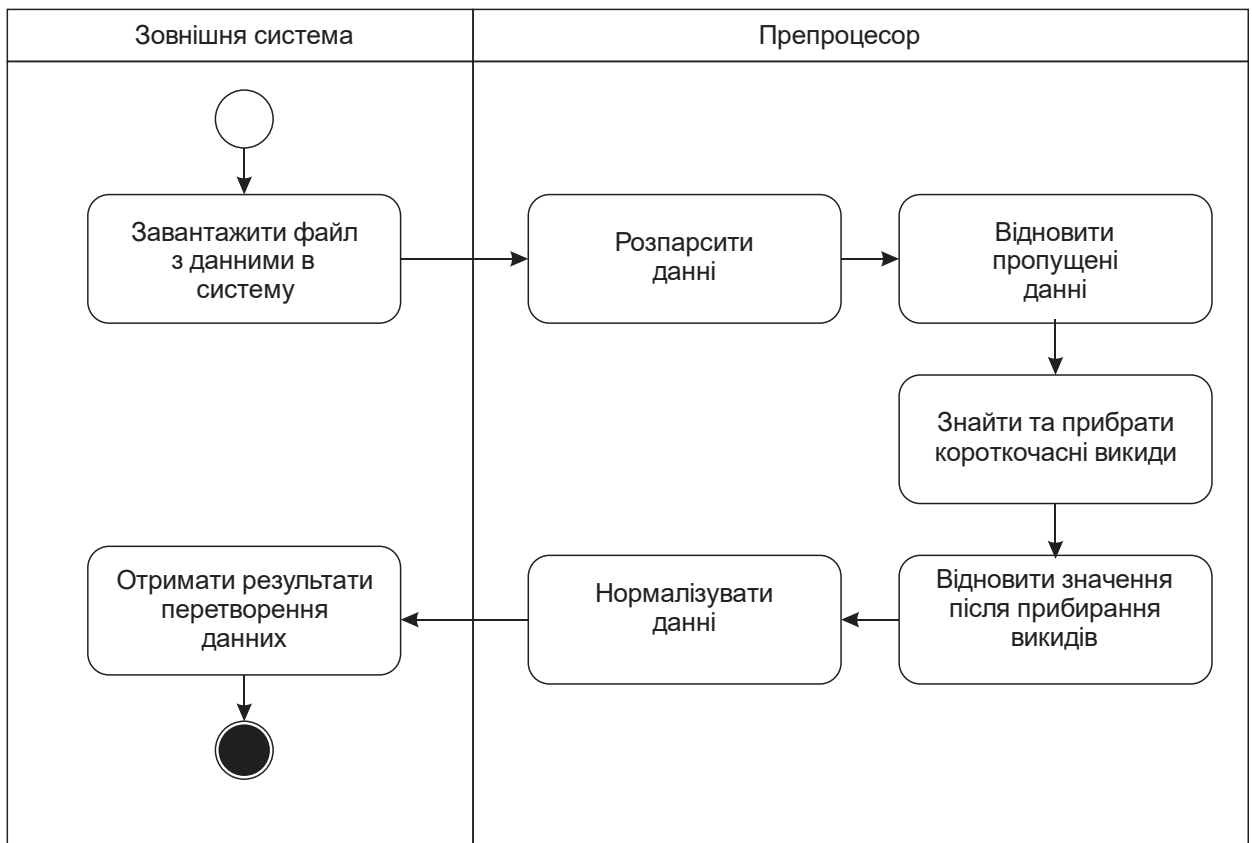 Зовнішня система
Препроцесор
Завантажити файл
з данними в
систему
Розпарсити
данні
Відновити
пропущені
данні
Знайти та прибрати
короткочасні викиди
Відновити значення
після прибирання
викидів
Нормалізувати
данні
Отримати результати
перетворення
данних